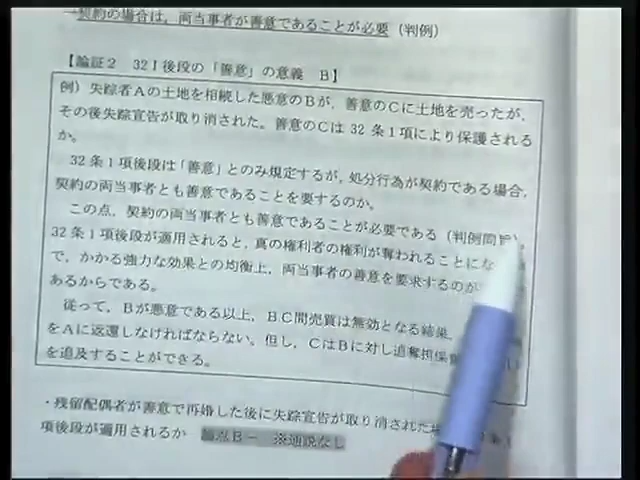 →契約の場合は，両当事者が善意であることが必要（判例）
【論証２　32Ⅰ後段の「善意」の意義　Ｂ】
例）失踪者Ａの土地を相続した悪意のＢが，善意のＣに土地を売ったが，
その後失踪宣告が取り消された。善意のＣは 32 条１項により保護される
か。
32 条１項後段は「善意」とのみ規定するが，処分行為が契約である場合，
契約の両当事者とも善意であることを要するのか。
この点，契約の両当事者とも善意であることが必要である（判例同旨）。
32 条１項後段が適用されると，真の権利者の権利が奪われることにな
で，かかる強力な効果との均衡上，両当事者の善意を要求するのが
あるからである。
従って，Ｂが悪意である以上，ＢＣ間売買は無効となる結果，
をＡに返還しなければならない。但し，ＣはＢに対し追奪担保
を追及することができる。
・残留配偶者が善意で再婚した後に失踪宣告が取り消された
項後段が適用されるか　論点Ｂ－　※通説なし